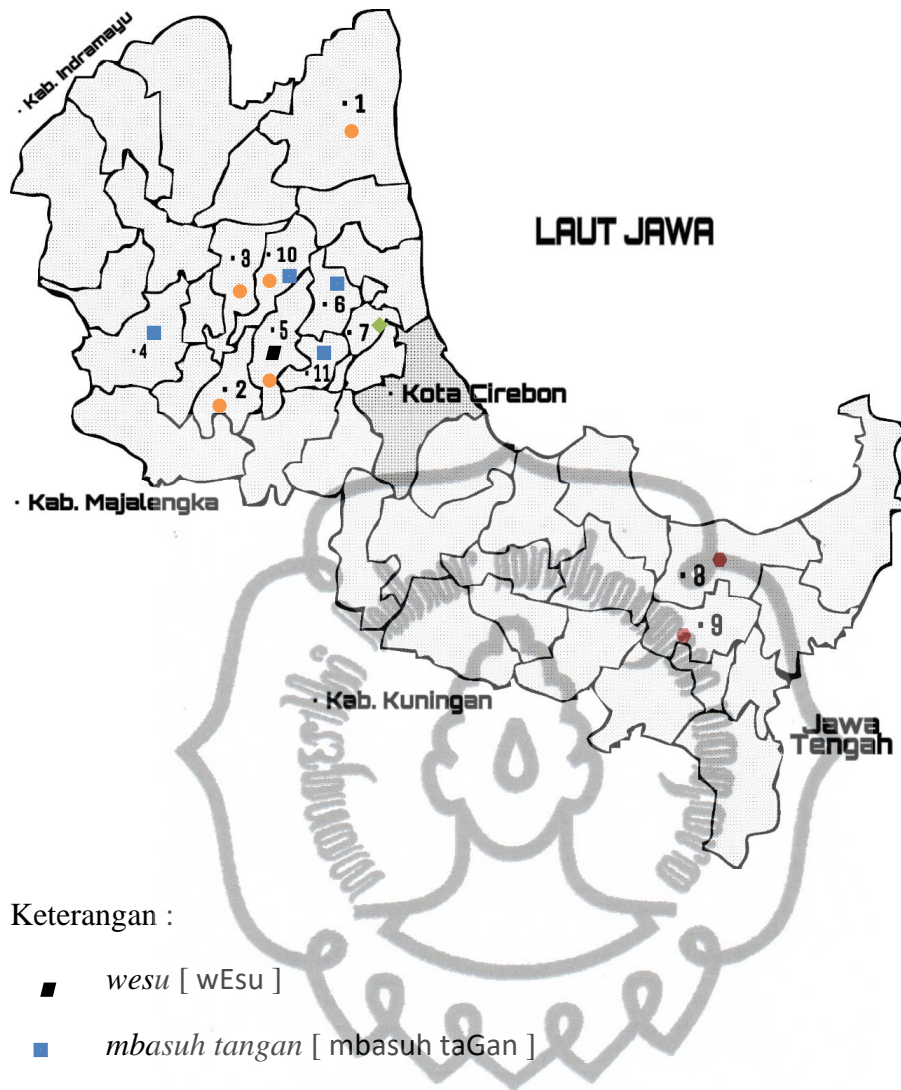 · Kab. Indramayu
· 1
LAUT JAWA
· 3
· 10
· 6
· 5
· 7
· 4
· 11
· 2
· Kota Cirebon
· Kab. Majalengka
· 8
· 9
· Kab. Kuningan
Jawa
Tengah
Keterangan :
wesu [ wEsu ]
mbasuh tangan [ mbasuh taGan ]